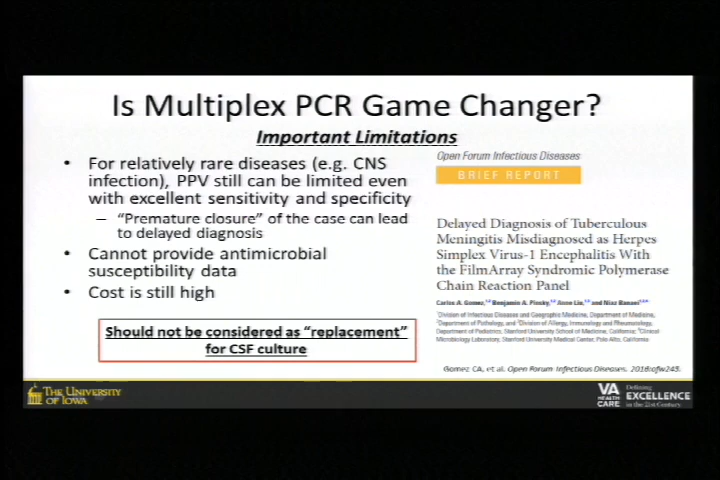 Is Multiplex PCR Game Changer?
Important Limitations
• For relatively rare diseases (e.g. CNS
infection), PPV still can be limited even
with excellent sensitivity and specificity
– “Premature closure” of the case can lead
to delayed diagnosis
• Cannot provide antimicrobial
susceptibility data
• Cost is still high
Should not be considered as “replacement”
for CSF culture
Open Forum Infectious Diseases
BRIEF REPORT
Delayed Diagnosis of Tuberculous
Meningitis Misdiagnosed as Herpes
Simplex Virus-1 Encephalitis With
the FilmArray Syndromic Polymerase
Chain Reaction Panel
Carlos A. Gomez, Benjamin A. Pinsky, Anne Liu, and Niaz Banaei
Division of Infectious Diseases and Geographic Medicine, Department of Medicine,
Department of Pathology, and Division of Allergy, Immunology and Rheumatology,
Department of Pediatrics, Stanford University School of Medicine, California; Clinical
Microbiology Laboratory, Stanford University Medical Center, Palo Alto, California
Gomez CA, et al. Open Forum Infectious Diseases. 2016:ofw245.
THE UNIVERSITY
OF IOWA
VA
HEALTH
CARE
Defining
EXCELLENCE
in the 21st Century